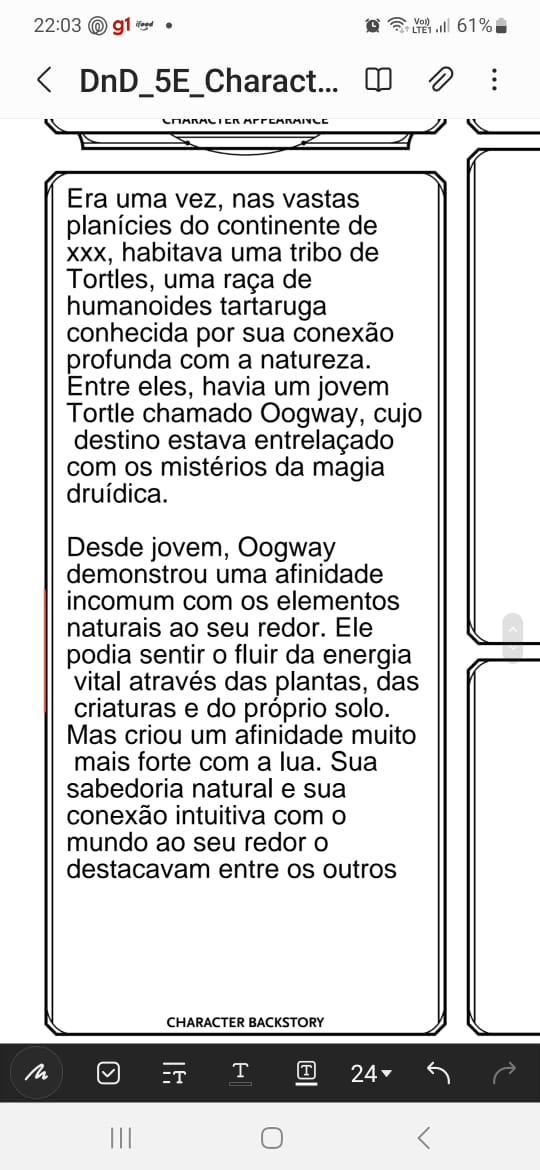 22:03 g1 ifood •
Vo)) LTE1 61%
DnD_5E_Charact...
CHARACTER APPEARANCE
Era uma vez, nas vastas
planícies do continente de
xxx, habitava uma tribo de
Tortles, uma raça de
humanoides tartaruga
conhecida por sua conexão
profunda com a natureza.
Entre eles, havia um jovem
Tortle chamado Oogway, cujo
destino estava entrelaçado
com os mistérios da magia
druídica.
Desde jovem, Oogway
demonstrou uma afinidade
incomum com os elementos
naturais ao seu redor. Ele
podia sentir o fluir da energia
vital através das plantas, das
criaturas e do próprio solo.
Mas criou um afinidade muito
mais forte com a lua. Sua
sabedoria natural e sua
conexão intuitiva com o
mundo ao seu redor o
destacavam entre os outros
CHARACTER BACKSTORY
T T T 24